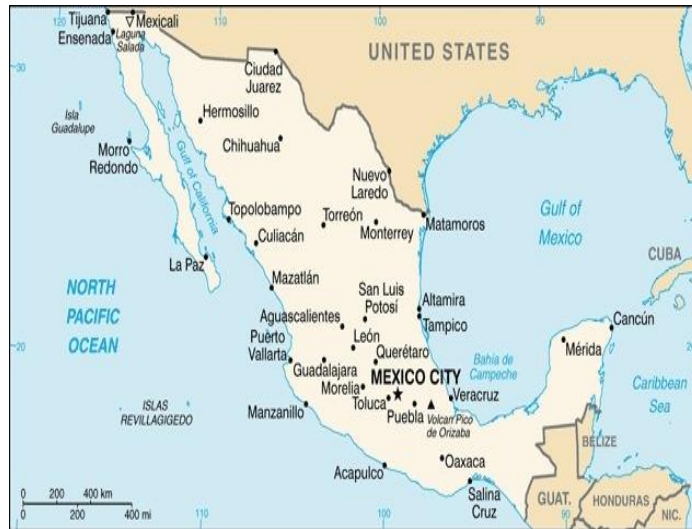 120
110
100
90
Tijuana
Mexicali
Ensenada
Laguna
Salada
UNITED STATES
30
30
Ciudad
Juarez
Isla
Guadalupe
Hermosillo
Chihuahua
Morro
Redondo
Gulf of California
Nuevo
Laredo
Topolobampo
Torreón
Monterrey
Matamoros
Gulf of
Mexico
Culiacán
La Paz
CUBA
NORTH
PACIFIC
OCEAN
Mazatlán
San Luis
Potosí
Altamira
Tampico
Aguascalientes
Cancún
Puerto
Vallarta
León
Querétaro
Mérida
20
20
Guadalajara
Bahía de
Campeche
MEXICO CITY
Morelia
Caribbean
Sea
ISLAS
REVILLAGIGEDO
Manzanillo
Toluca
Puebla
Veracruz
Volcan Pico
de Orizaba
BELIZE
Acapulco
Oaxaca
Salina
Cruz
GUAT.
HONDURAS
NIC.
0 200 400 km
0 200 400 mi
110
100
90